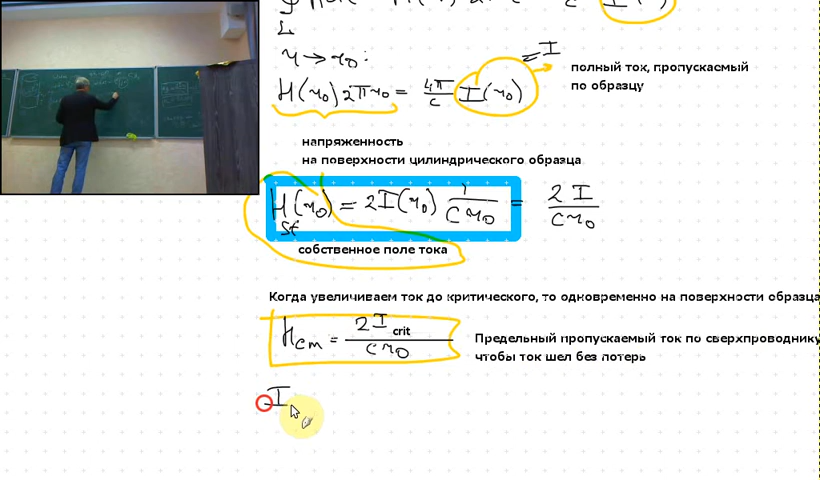 r → r₀ :
= I
H(r₀) 2πr₀ = 4π/c I(r₀)
полный ток, пропускаемый
по образцу
напряженность
на поверхности цилиндрического образца
H(r₀) = 2I(r₀) 1/cr₀ = 2I/cr₀
собственное поле тока
Когда увеличиваем ток до критического, то одновременно на поверхности образца
Hcm = 2I crit/cr₀
Предельный пропускаемый ток по сверхпроводнику
чтобы ток шел без потерь
I